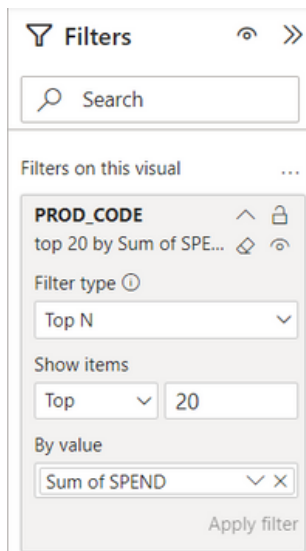 Filters
Search
Filters on this visual
...
PROD_CODE
top 20 by Sum of SPE...
Filter type
Top N
Show items
Top 20
By value
Sum of SPEND
Apply filter